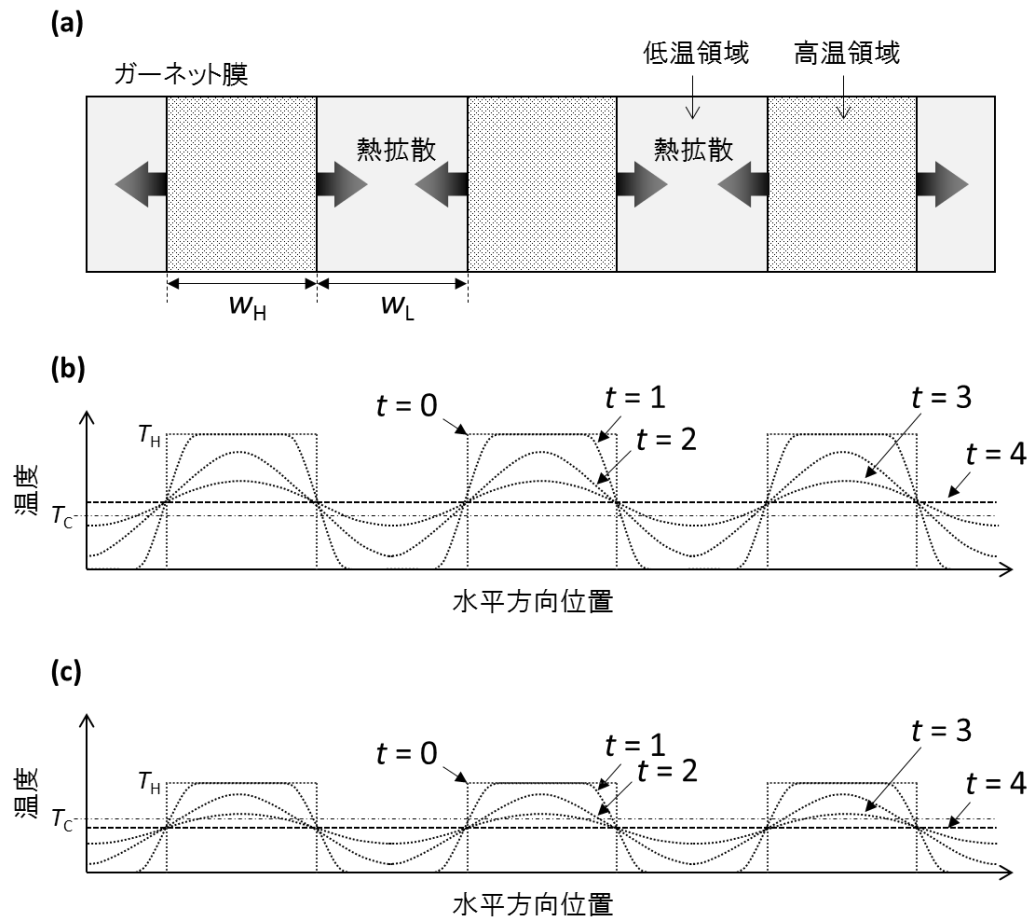 (a)
ガーネット膜
低温領域
高温領域
熱拡散
熱拡散
wH
wL
(b)
温度
TH
TC
t = 0
t = 1
t = 2
t = 3
t = 4
水平方向位置
(c)
温度
TH
TC
t = 0
t = 1
t = 2
t = 3
t = 4
水平方向位置